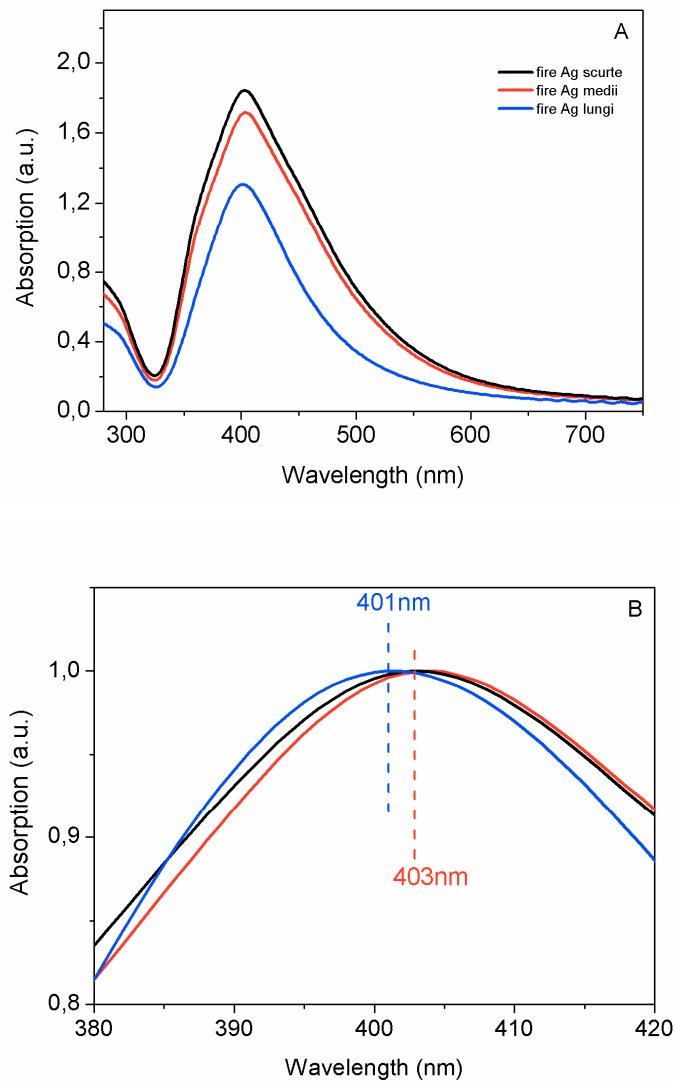 A
fire Ag scurte
fire Ag medii
fire Ag lungi
2,0
1,6
1,2
0,8
0,4
0,0
300 400 500 600 700
Absorption (a.u.)
Wavelength (nm)
B
401nm
403nm
1,0
0,9
0,8
380 390 400 410 420
Absorption (a.u.)
Wavelength (nm)